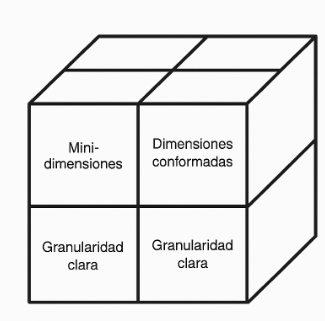 Mini-
dimensiones
Dimensiones
conformadas
Granularidad
clara
Granularidad
clara